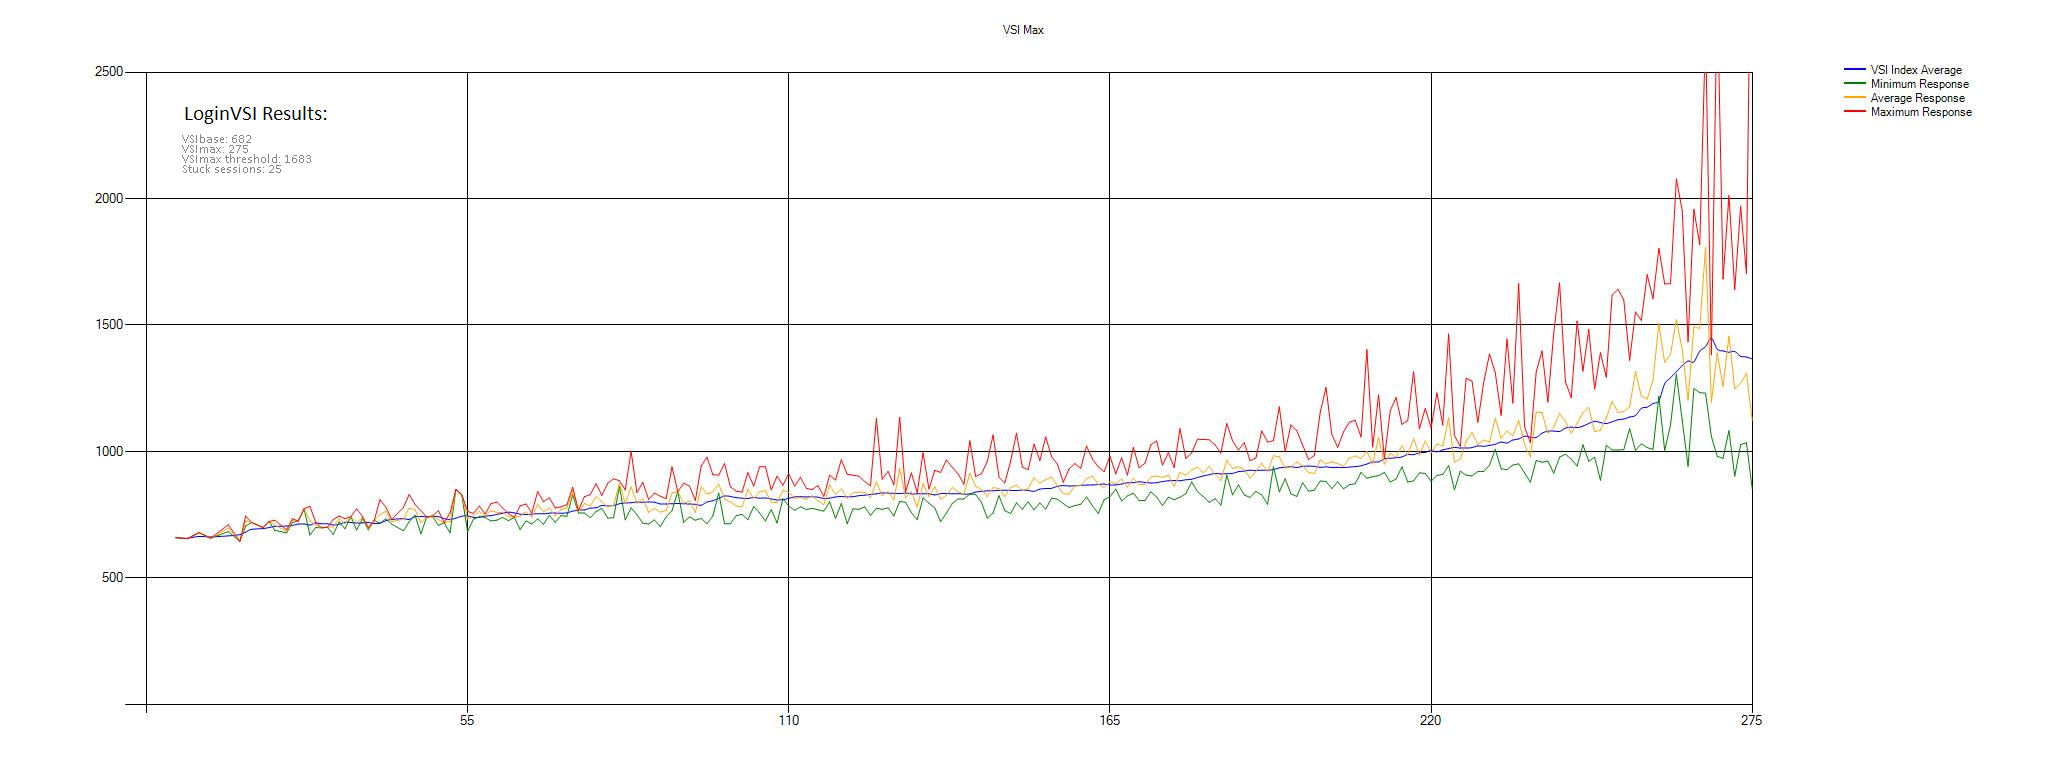 VSI Max
2500
2000
1500
1000
500
LoginVSI Results:
VSIbase: 682
VSImax: 275
VSImax threshold: 1683
Stuck sessions: 25
VSI Index Average
Minimum Response
Average Response
Maximum Response
55
110
165
220
275